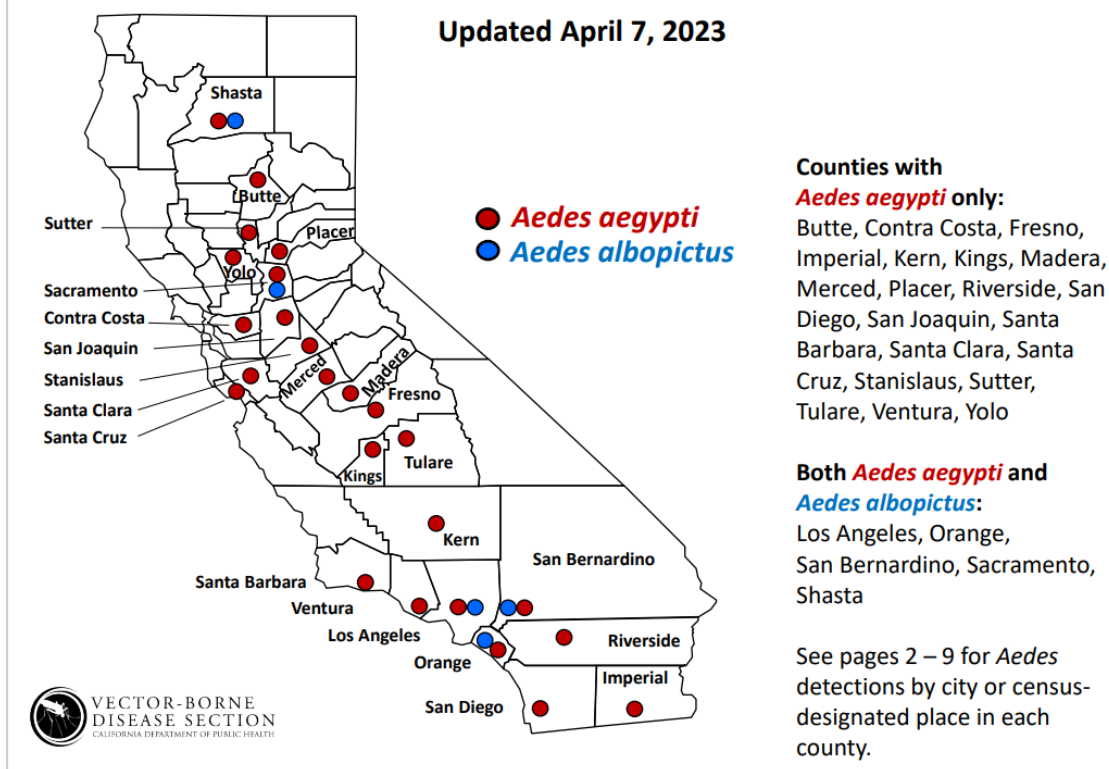 Updated April 7, 2023
Shasta
Butte
Sutter
Placer
Yolo
Sacramento
Contra Costa
San Joaquin
Stanislaus
Merced
Madera
Santa Clara
Fresno
Santa Cruz
Tulare
Kings
Kern
San Bernardino
Santa Barbara
Ventura
Los Angeles
Riverside
Orange
Imperial
San Diego
Aedes aegypti
Aedes albopictus
Counties with
Aedes aegypti only:
Butte, Contra Costa, Fresno,
Imperial, Kern, Kings, Madera,
Merced, Placer, Riverside, San
Diego, San Joaquin, Santa
Barbara, Santa Clara, Santa
Cruz, Stanislaus, Sutter,
Tulare, Ventura, Yolo
Both Aedes aegypti and
Aedes albopictus:
Los Angeles, Orange,
San Bernardino, Sacramento,
Shasta
See pages 2 – 9 for Aedes
detections by city or census-
designated place in each
county.
VECTOR-BORNE
DISEASE SECTION
CALIFORNIA DEPARTMENT OF PUBLIC HEALTH